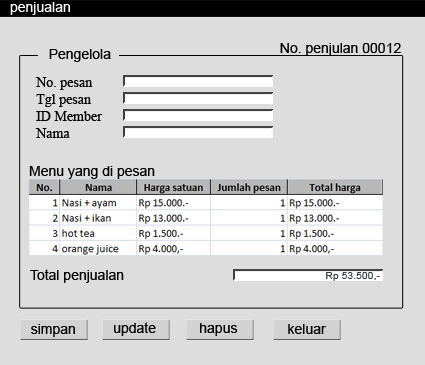 penjualan
No. penjulan 00012
Pengelola
No. pesan
Tgl pesan
ID Member
Nama
Menu yang di pesan
No. Nama Harga satuan Jumlah pesan Total harga
1 Nasi + ayam Rp 15.000.- 1 Rp 15.000.-
2 Nasi + ikan Rp 13.000.- 1 Rp 13.000.-
3 hot tea Rp 1.500.- 1 Rp 1.500.-
4 orange juice Rp 4.000,- 1 Rp 4.000,-
Total penjualan Rp 53.500,-
simpan update hapus keluar